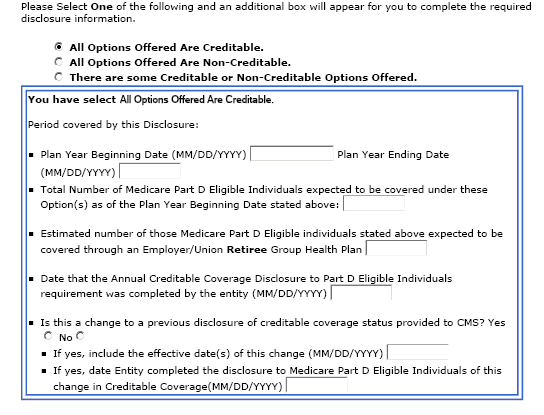 Please Select One of the following and an additional box will appear for you to complete the required
disclosure information.
All Options Offered Are Creditable.
All Options Offered Are Non-Creditable.
There are some Creditable or Non-Creditable Options Offered.
You have select All Options Offered Are Creditable.
Period covered by this Disclosure:
Plan Year Beginning Date (MM/DD/YYYY) Plan Year Ending Date
(MM/DD/YYYY)
Total Number of Medicare Part D Eligible Individuals expected to be covered under these
Option(s) as of the Plan Year Beginning Date stated above:
Estimated number of those Medicare Part D Eligible individuals stated above expected to be
covered through an Employer/Union Retiree Group Health Plan
Date that the Annual Creditable Coverage Disclosure to Part D Eligible Individuals
requirement was completed by the entity (MM/DD/YYYY)
Is this a change to a previous disclosure of creditable coverage status provided to CMS? Yes
No
If yes, include the effective date(s) of this change (MM/DD/YYYY)
If yes, date Entity completed the disclosure to Medicare Part D Eligible Individuals of this
change in Creditable Coverage(MM/DD/YYYY)